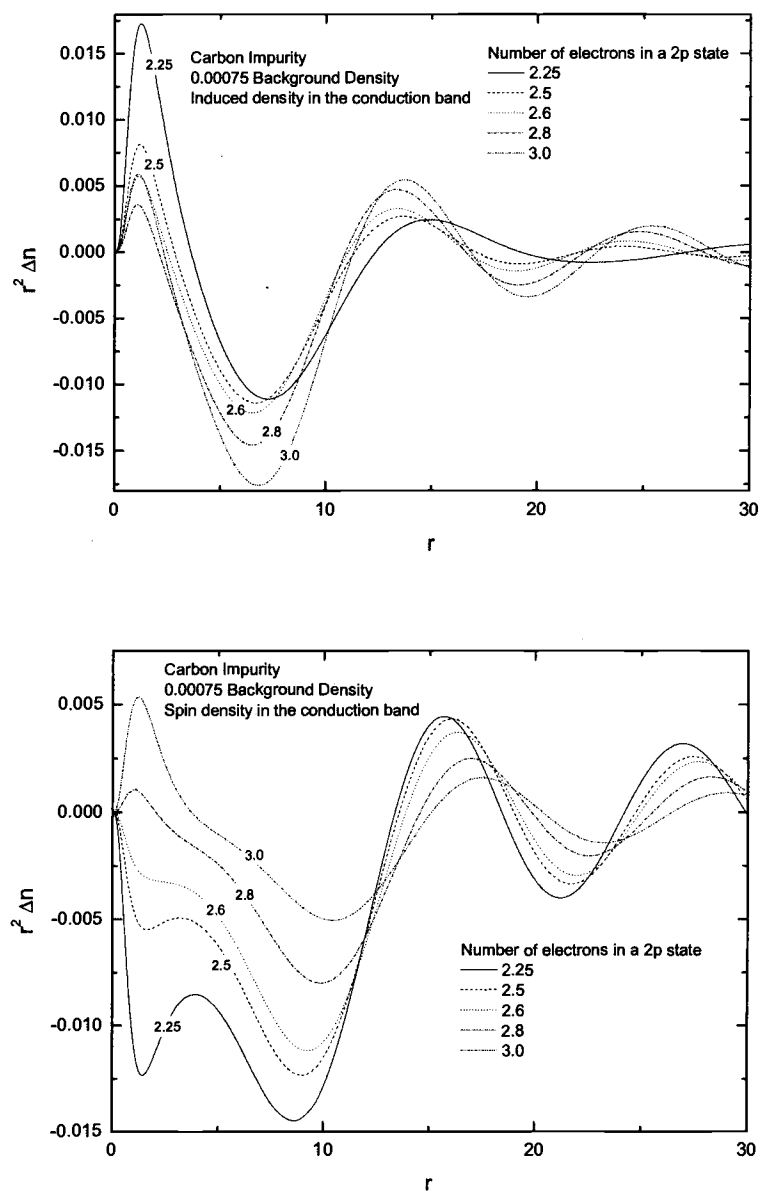 0.015
0.010
0.005
0.000
-0.005
-0.010
-0.015
r² Δn
Carbon Impurity
0.00075 Background Density
Induced density in the conduction band
Number of electrons in a 2p state
2.25
2.5
2.6
2.8
3.0
2.25
2.5
2.6
2.8
3.0
0 10 20 30
r
0.005
0.000
-0.005
-0.010
-0.015
r² Δn
Carbon Impurity
0.00075 Background Density
Spin density in the conduction band
3.0
2.8
2.6
2.5
2.25
Number of electrons in a 2p state
2.25
2.5
2.6
2.8
3.0
0 10 20 30
r